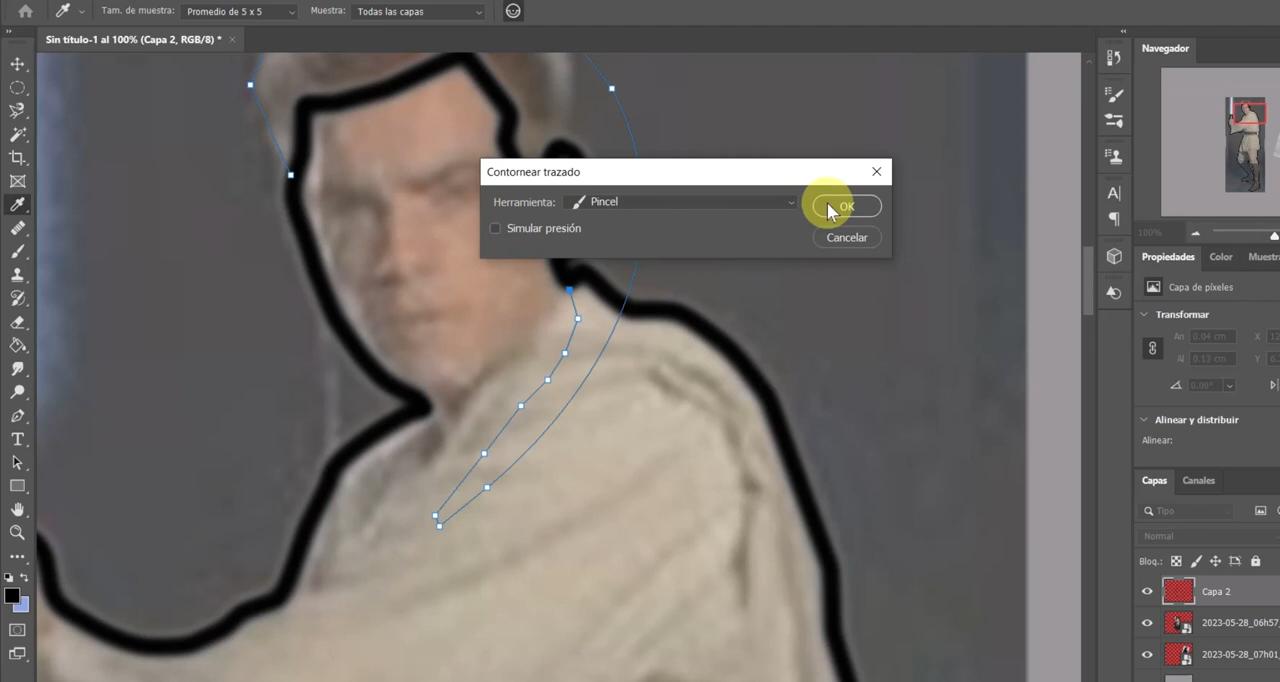 Tam. de muestra: Promedio de 5 x 5 Muestra: Todas las capas
Sin título-1 al 100% (Capa 2, RGB/8) *
Navegador
100%
Contornear trazado
Herramienta: Pincel
Simular presión
OK
Cancelar
Propiedades Color
Capa de píxeles
Transformar
An 0.04 cm X
Al 0.13 cm Y
0.00°
Alinear y distribuir
Alinear:
Capas Canales
Tipo
Normal
Bloq.:
Capa 2
2023-05-28_06h57
2023-05-28_07h01